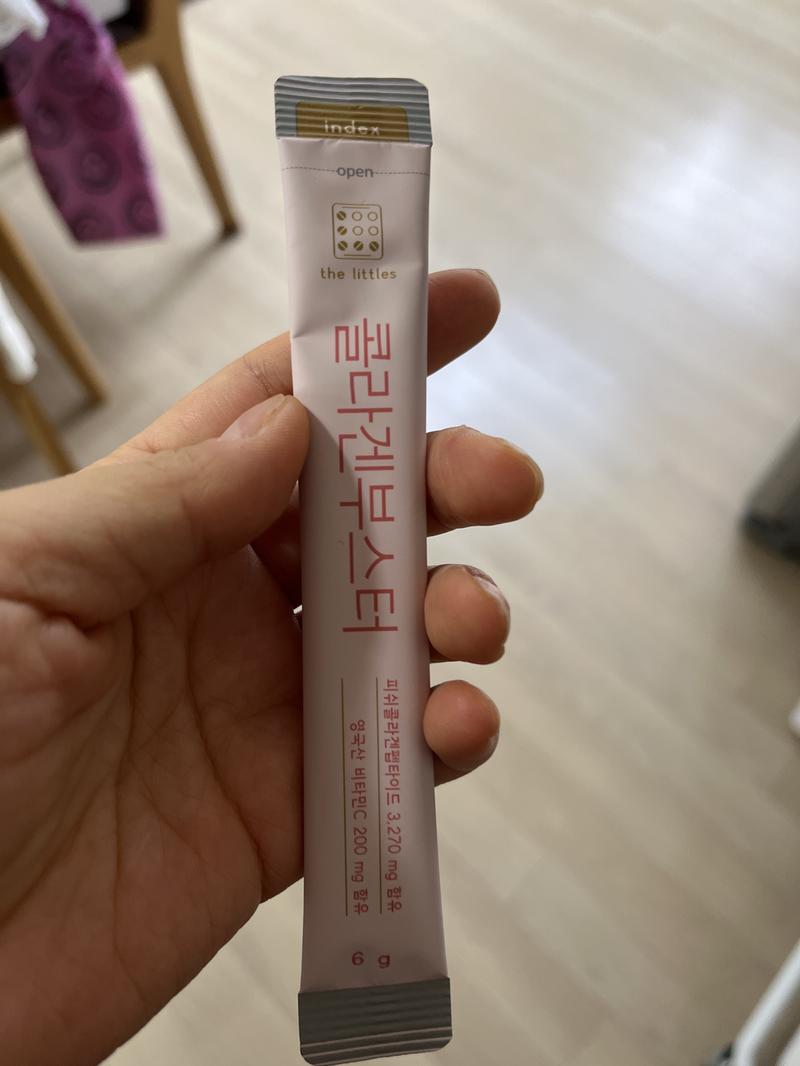 index
open
the littles
콜라겐부스터
피쉬콜라겐펩타이드 3,270 mg 함유
영국산 비타민C 200 mg 함유
6 g